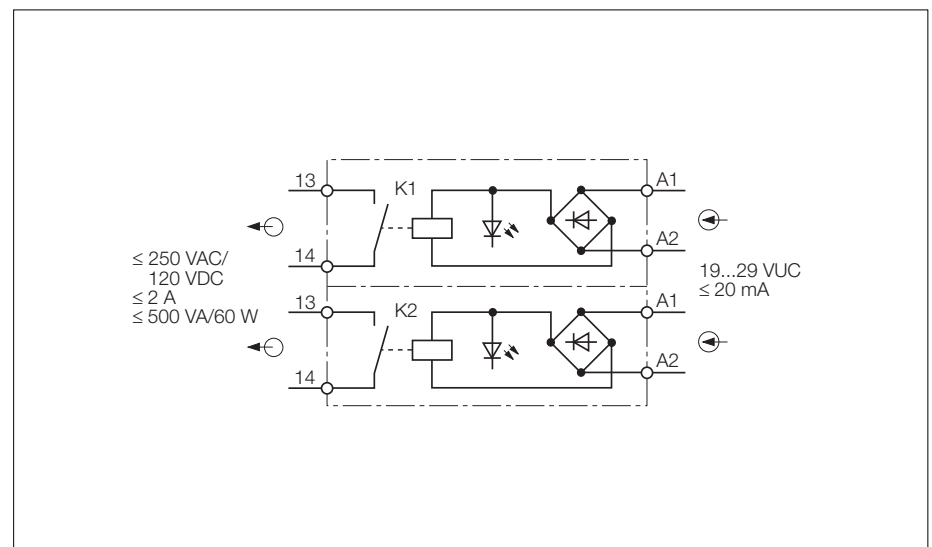 13
K1
A1
A2
14
≤ 250 VAC/
120 VDC
≤ 2 A
≤ 500 VA/60 W
19...29 VUC
≤ 20 mA
13
K2
A1
A2
14